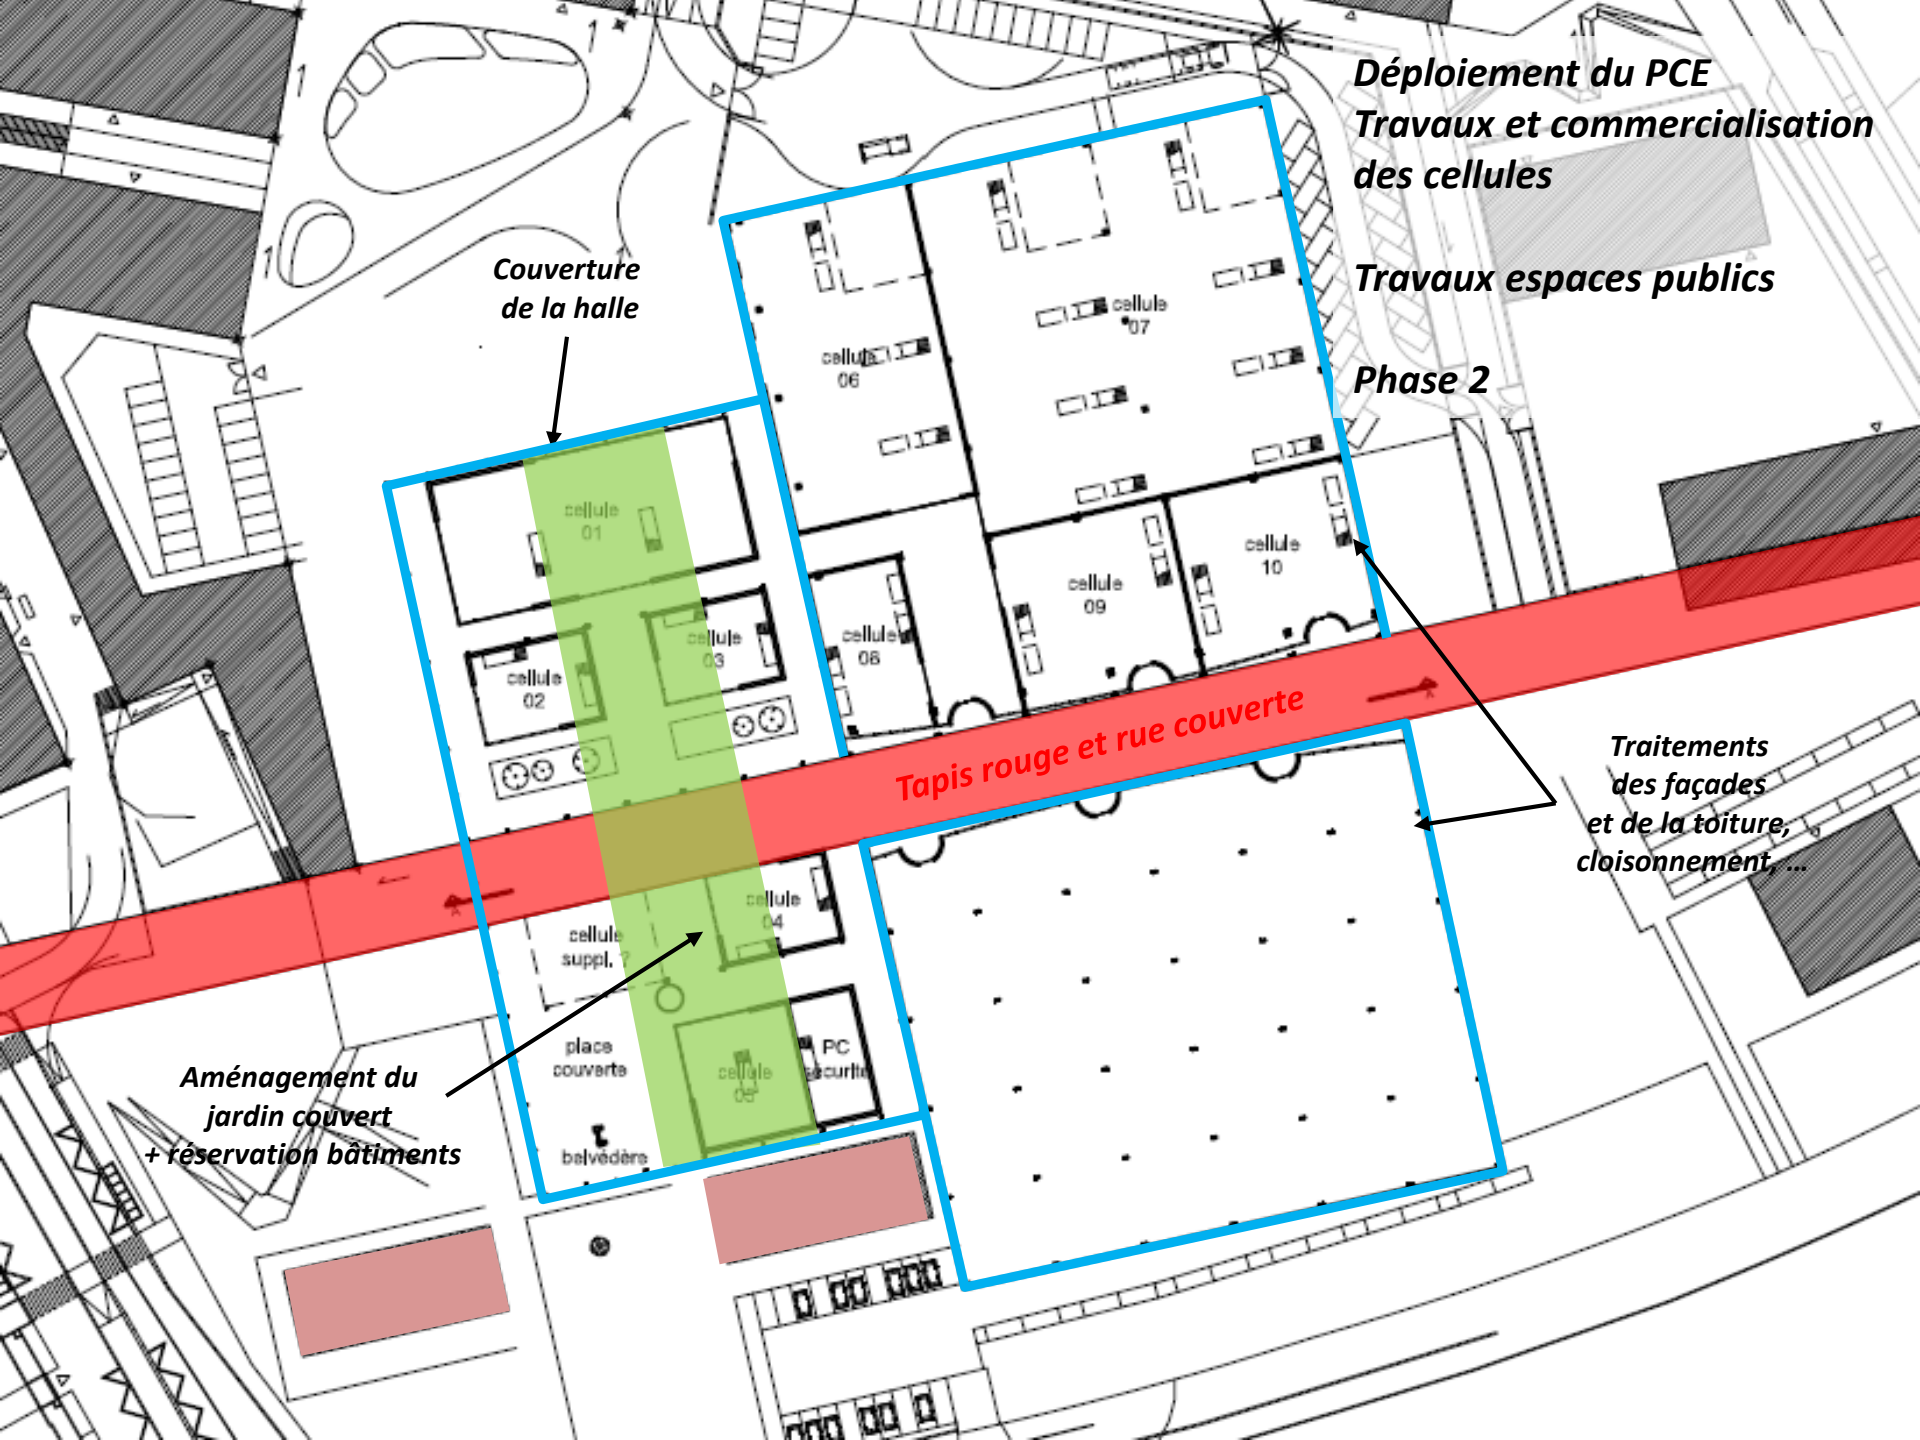 Déploiement du PCE
Travaux et commercialisation
des cellules
Travaux espaces publics
Phase 2
Couverture
de la halle
cellule
07
cellule
06
cellule
01
cellule
10
cellule
09
cellule
03
cellule
08
cellule
02
Tapis rouge et rue couverte
Traitements
des façades
et de la toiture,
cloisonnement, ...
cellule
04
cellule
suppl. ?
place
couverte
PC
sécurité
cellule
05
Aménagement du
jardin couvert
+ réservation bâtiments
belvédère